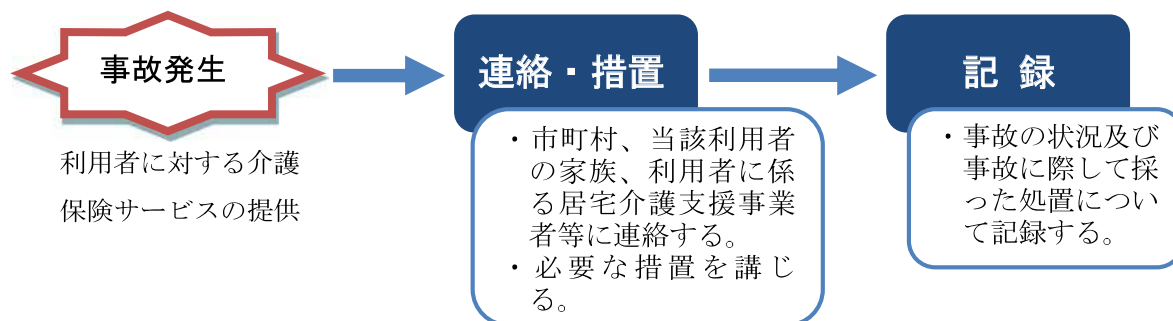 事故発生
利用者に対する介護
保険サービスの提供
連絡・措置
・市町村、当該利用者
の家族、利用者に係
る居宅介護支援事業
者等に連絡する。
・必要な措置を講じ
る。
記 録
・事故の状況及び
事故に際して採
った処置につい
て記録する。